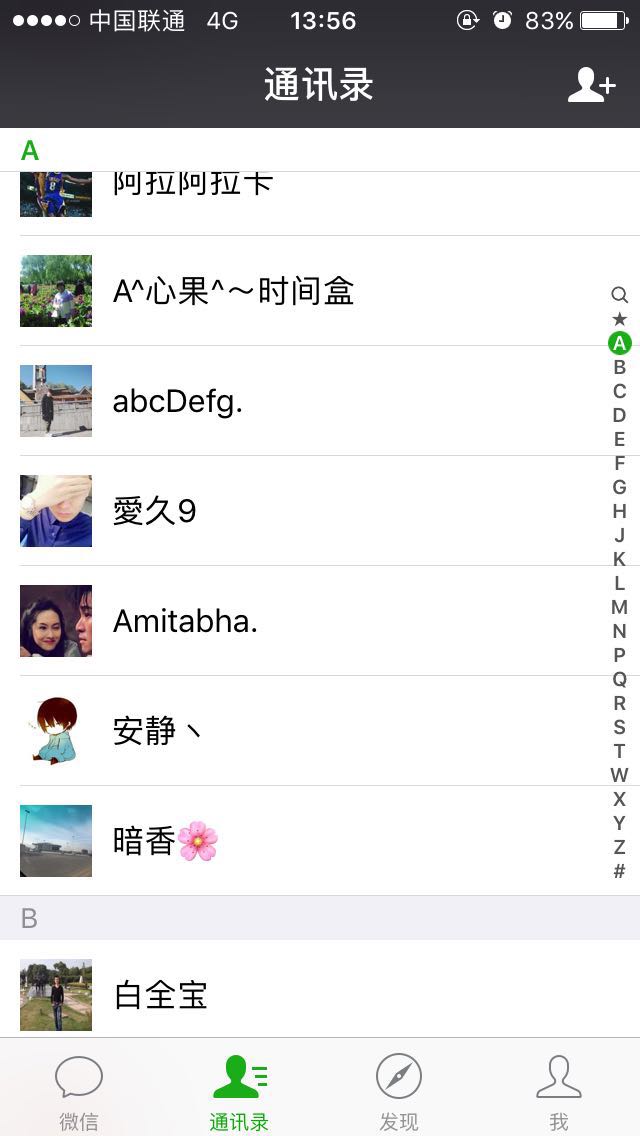 中国联通 4G 13:56 83%
通讯录
A
阿拉阿拉卡
A^心果^～时间盒
abcDefg.
愛久9
Amitabha.
安静丶
暗香🌸
B
白全宝
A
B
C
D
E
F
G
H
J
K
L
M
N
P
Q
R
S
T
W
X
Y
Z
#
微信 通讯录 发现 我